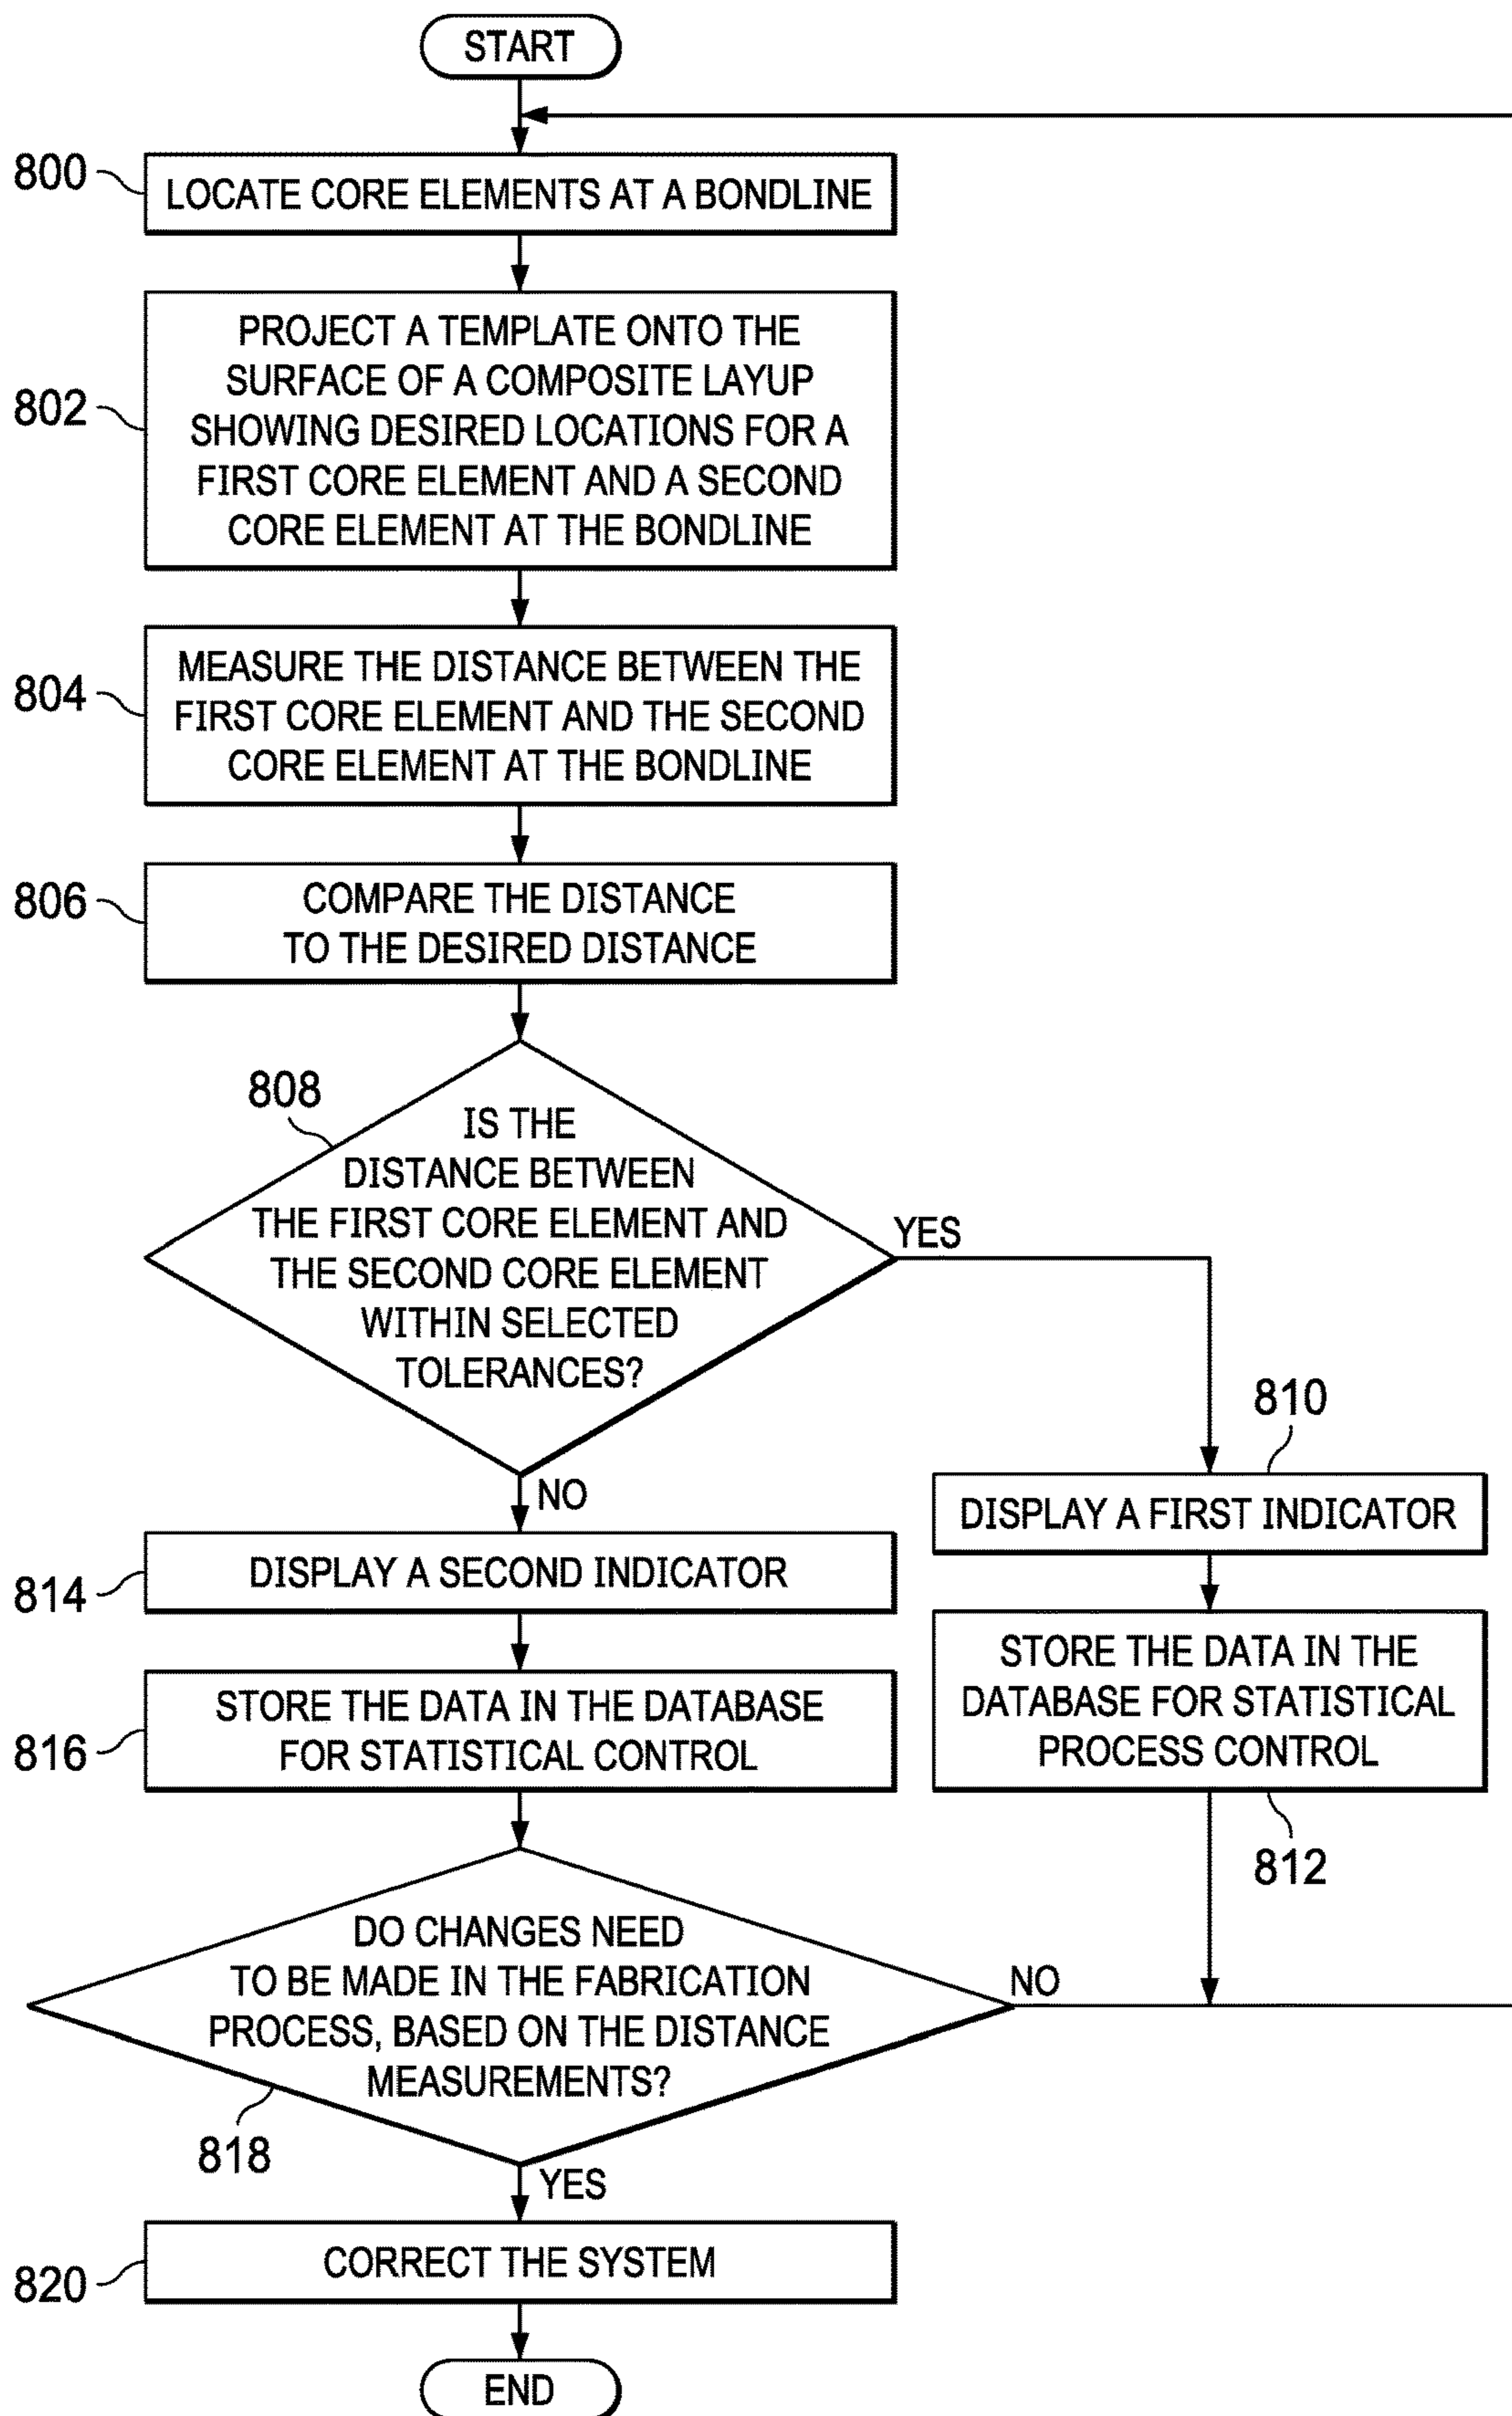 START
800
LOCATE CORE ELEMENTS AT A BONDLINE
802
PROJECT A TEMPLATE ONTO THE
SURFACE OF A COMPOSITE LAYUP
SHOWING DESIRED LOCATIONS FOR A
FIRST CORE ELEMENT AND A SECOND
CORE ELEMENT AT THE BONDLINE
804
MEASURE THE DISTANCE BETWEEN THE
FIRST CORE ELEMENT AND THE SECOND
CORE ELEMENT AT THE BONDLINE
806
COMPARE THE DISTANCE
TO THE DESIRED DISTANCE
808
IS THE
DISTANCE BETWEEN
THE FIRST CORE ELEMENT AND
THE SECOND CORE ELEMENT
WITHIN SELECTED
TOLERANCES?
YES
810
DISPLAY A FIRST INDICATOR
STORE THE DATA IN THE
DATABASE FOR STATISTICAL
PROCESS CONTROL
812
NO
814
DISPLAY A SECOND INDICATOR
816
STORE THE DATA IN THE DATABASE
FOR STATISTICAL CONTROL
DO CHANGES NEED
TO BE MADE IN THE FABRICATION
PROCESS, BASED ON THE DISTANCE
MEASUREMENTS?
NO
818
YES
820
CORRECT THE SYSTEM
END